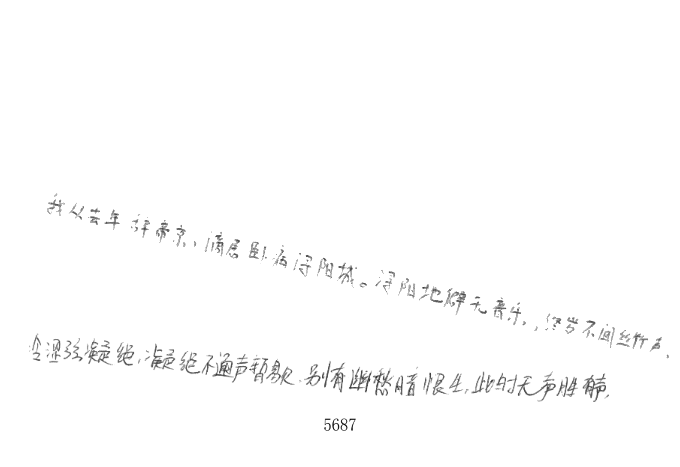 我从去年辞帝京、滴居卧病浔阳城。浔阳地僻无音乐,终岁不闻丝竹声.
冷涩弦凝绝,凝绝不通声暂歇.别有幽愁暗恨生,此时无声胜有声,
5687